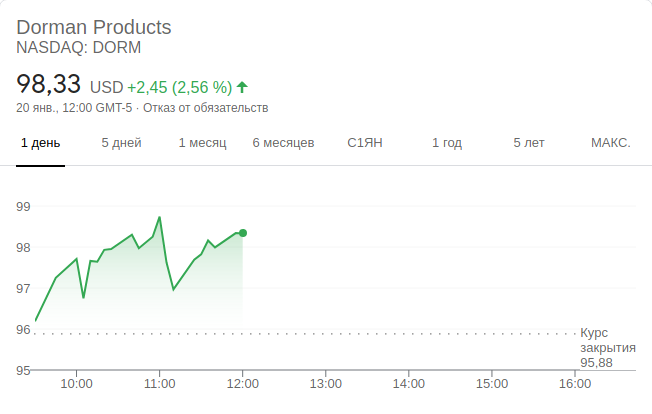 Dorman Products
NASDAQ: DORM
98,33 USD +2,45 (2,56 %)
20 янв., 12:00 GMT-5 · Отказ от обязательств
1 день 5 дней 1 месяц 6 месяцев С1ЯН 1 год 5 лет МАКС.
99
98
97
96
Курс
закрытия
95,88
95
10:00 11:00 12:00 13:00 14:00 15:00 16:00